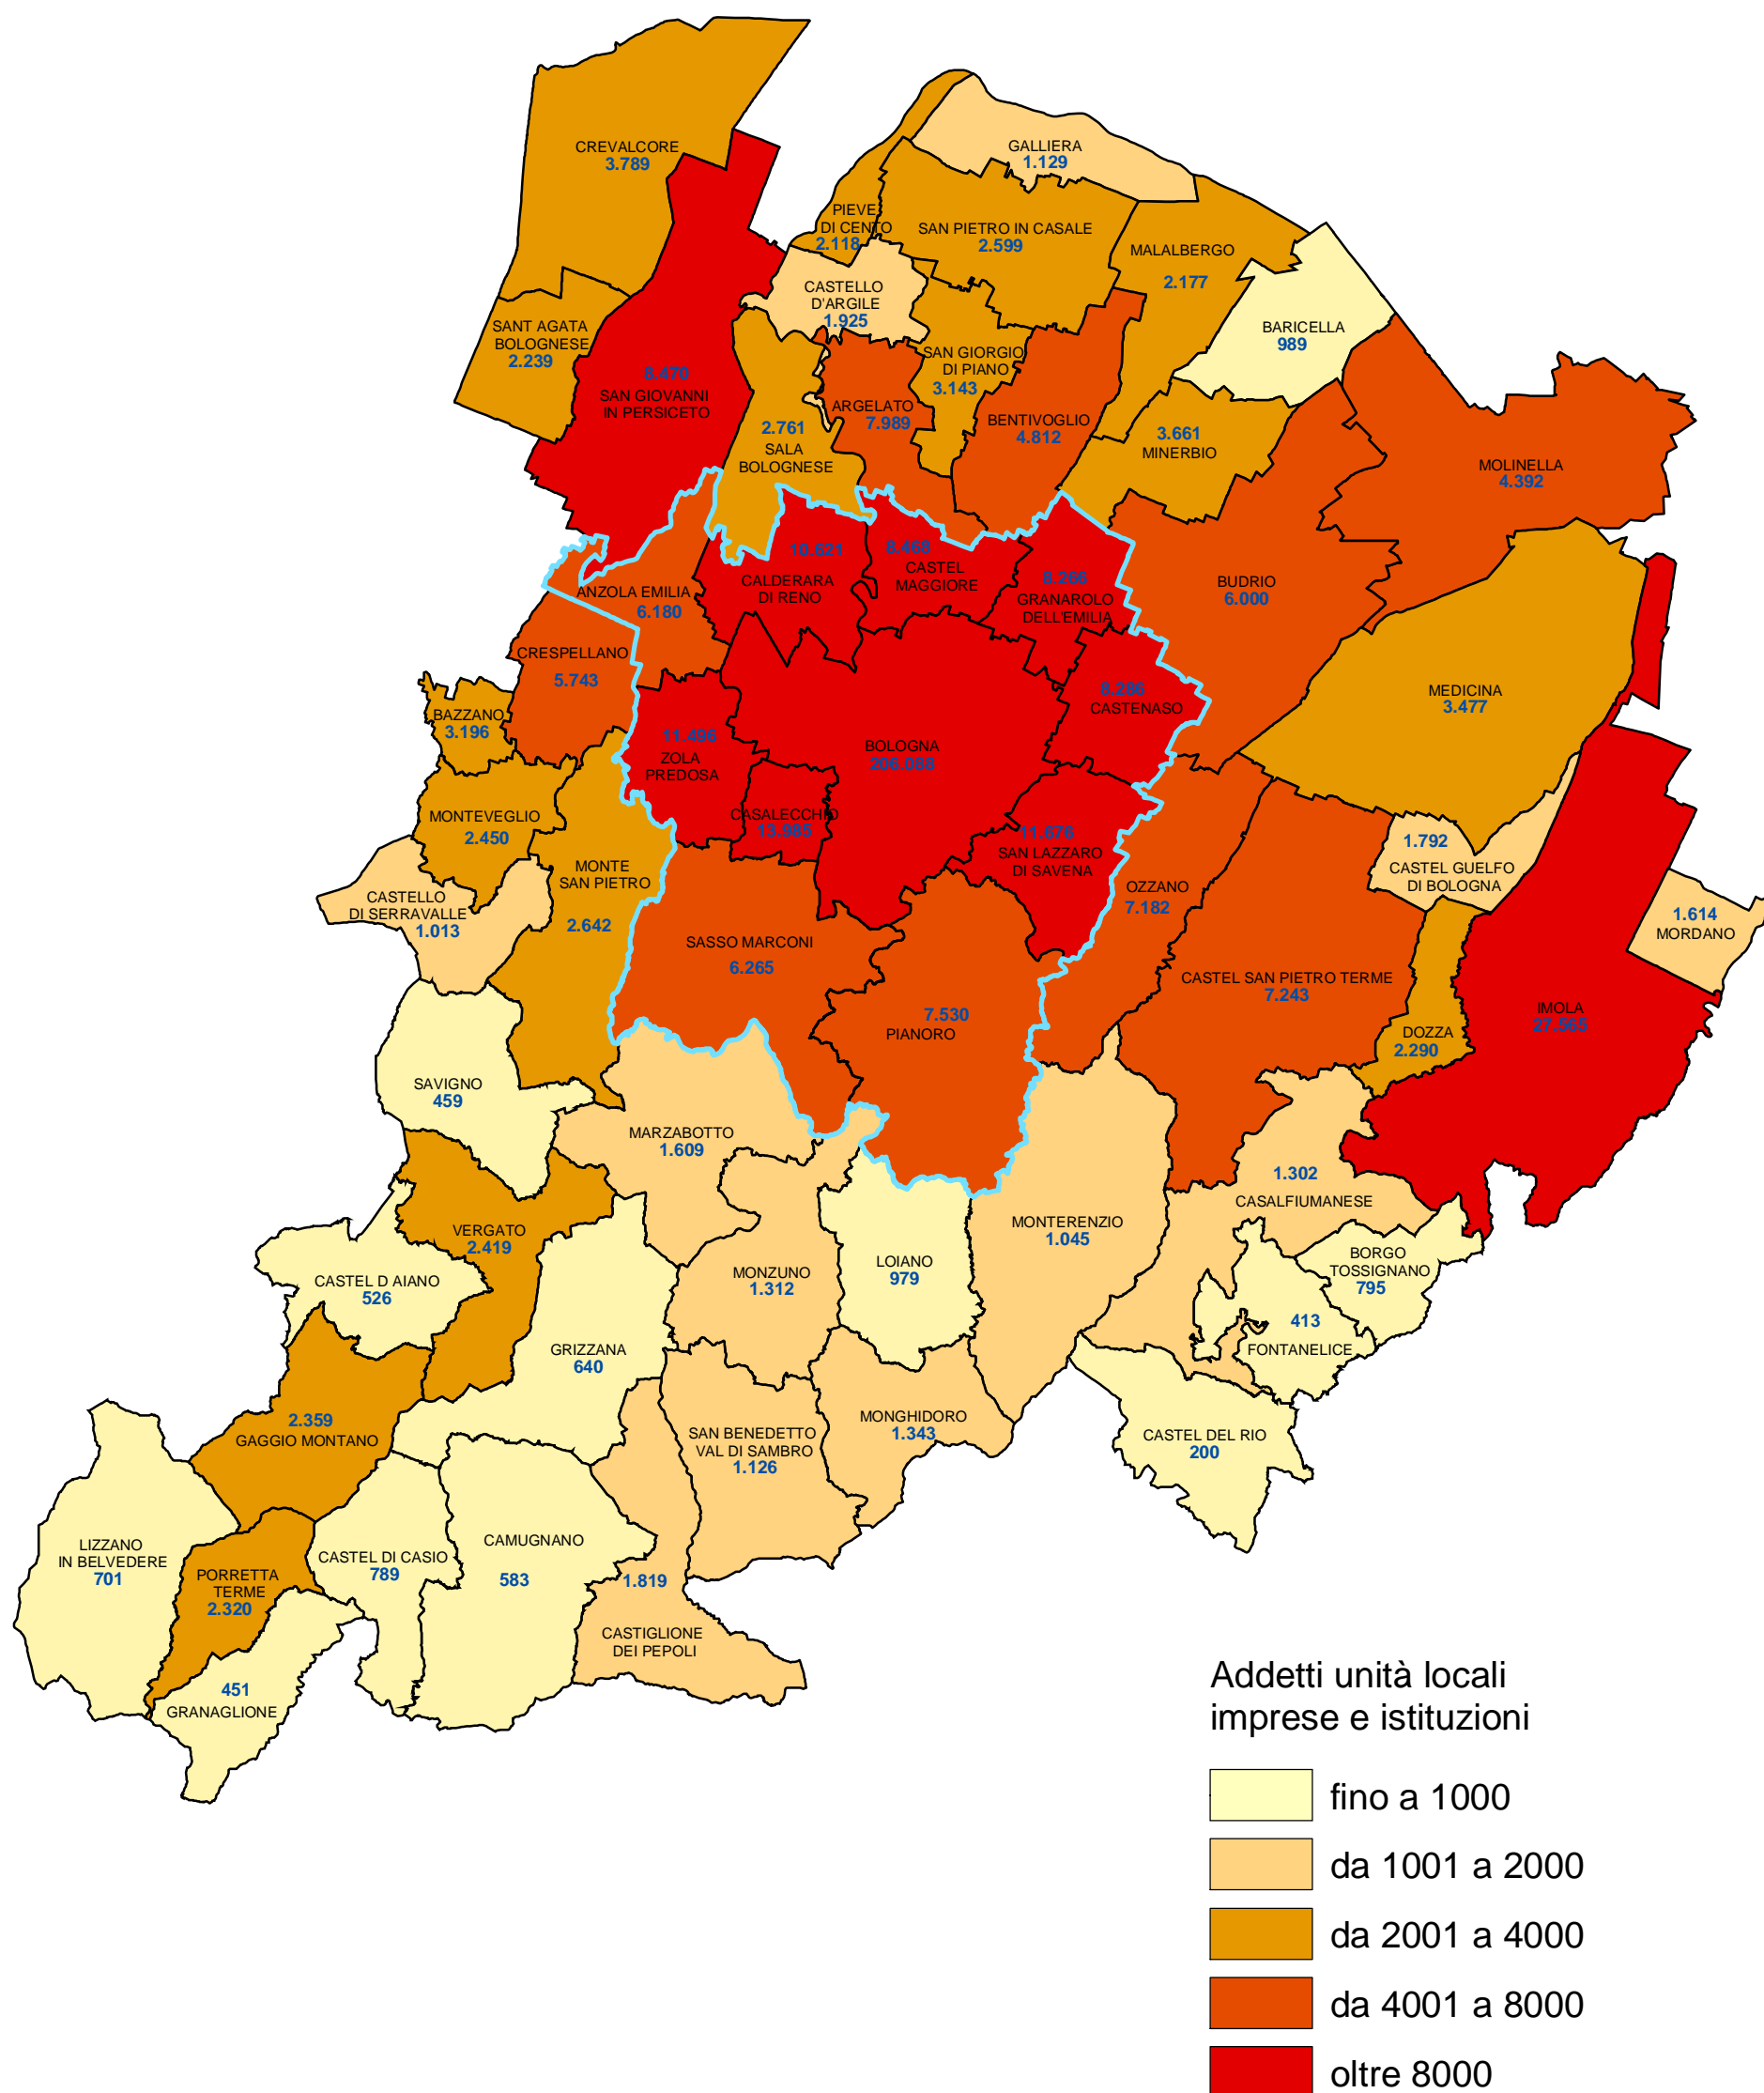 CREVALCORE
3.789
GALLIERA
1.129
PIEVE
DI CENTO
2.118
SAN PIETRO IN CASALE
2.599
MALALBERGO
2.177
CASTELLO
D'ARGILE
1.925
SANT AGATA
BOLOGNESE
2.239
BARICELLA
989
SAN GIORGIO
DI PIANO
3.143
8.470
SAN GIOVANNI
IN PERSICETO
ARGELATO
7.989
BENTIVOGLIO
4.812
2.761
SALA
BOLOGNESE
3.661
MINERBIO
MOLINELLA
4.392
10.621
CALDERARA
DI RENO
8.468
CASTEL
MAGGIORE
8.266
GRANAROLO
DELL'EMILIA
BUDRIO
6.000
ANZOLA EMILIA
6.180
CRESPELLANO
5.743
8.286
CASTENASO
MEDICINA
3.477
BAZZANO
3.196
11.496
ZOLA
PREDOSA
BOLOGNA
206.088
MONTEVEGLIO
2.450
CASALECCHIO
13.985
11.676
SAN LAZZARO
DI SAVENA
1.792
CASTEL GUELFO
DI BOLOGNA
MONTE
SAN PIETRO
2.642
CASTELLO
DI SERRAVALLE
1.013
OZZANO
7.182
1.614
MORDANO
SASSO MARCONI
6.265
CASTEL SAN PIETRO TERME
7.243
7.530
PIANORO
IMOLA
27.565
DOZZA
2.290
SAVIGNO
459
MARZABOTTO
1.609
1.302
CASALFIUMANESE
VERGATO
2.419
MONTERENZIO
1.045
BORGO
TOSSIGNANO
795
CASTEL D AIANO
526
MONZUNO
1.312
LOIANO
979
413
FONTANELICE
GRIZZANA
640
2.359
GAGGIO MONTANO
SAN BENEDETTO
VAL DI SAMBRO
1.126
MONGHIDORO
1.343
CASTEL DEL RIO
200
LIZZANO
IN BELVEDERE
701
PORRETTA
TERME
2.320
CASTEL DI CASIO
789
CAMUGNANO
583
1.819
CASTIGLIONE
DEI PEPOLI
451
GRANAGLIONE
Addetti unità locali
imprese e istituzioni
fino a 1000
da 1001 a 2000
da 2001 a 4000
da 4001 a 8000
oltre 8000